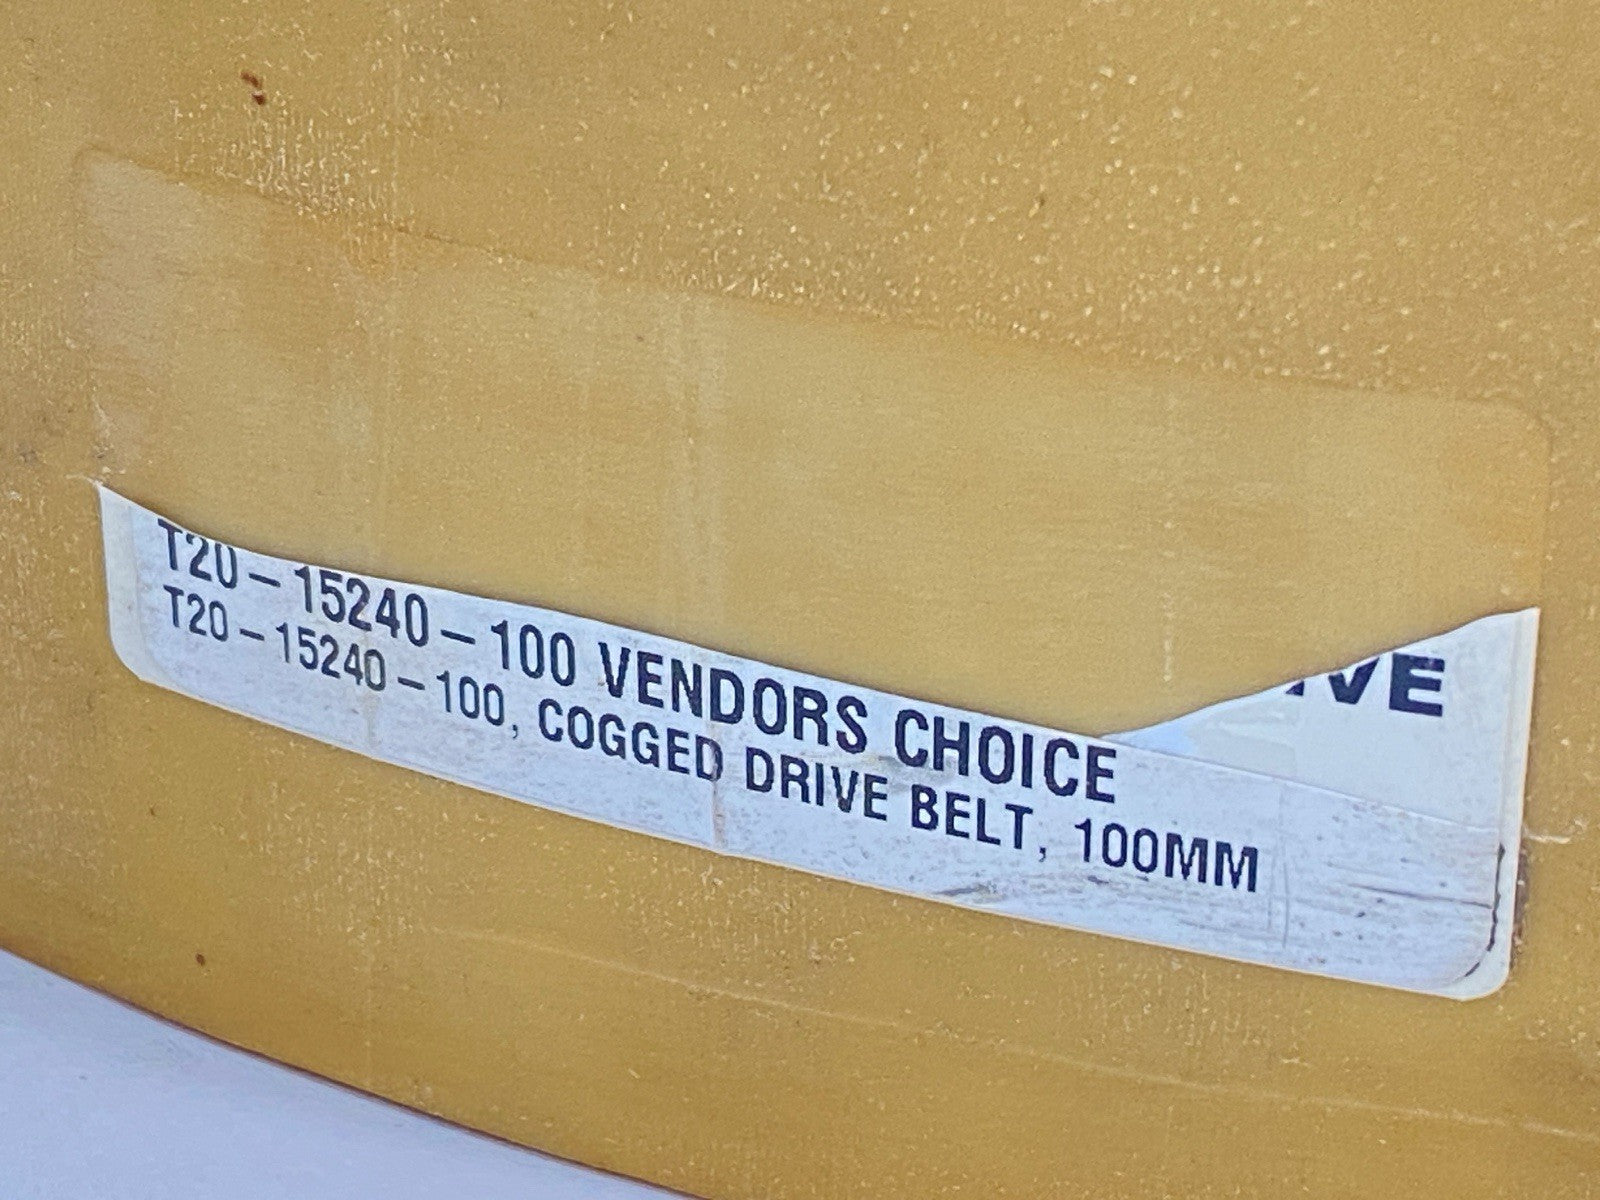 T20-15240-100 VENDORS CHOICE
T20-15240-100, COGGED DRIVE BELT, 100MM